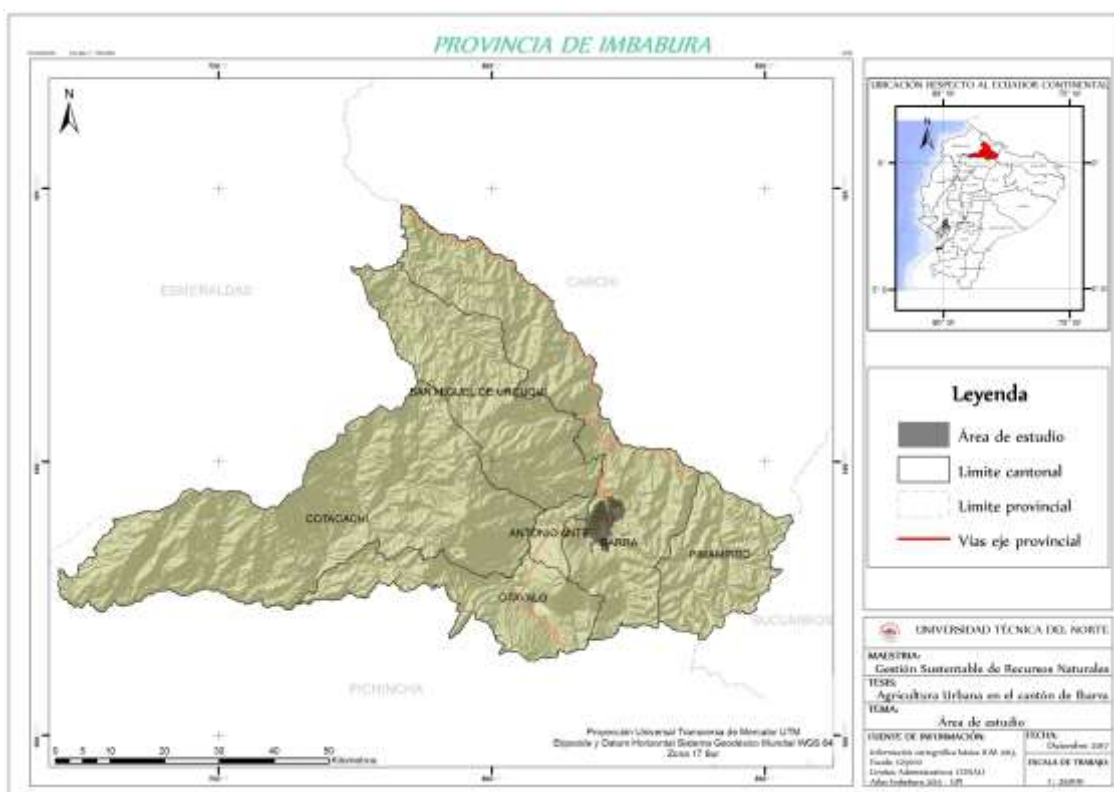 PROVINCIA DE IMBABURA
N
ESMERALDAS
CARCHI
SAN MIGUEL DE URCUQUI
COTACACHI
ANTONIO ANTE
IBARRA
PIMAMPIRO
OTAVALO
SUCUMBIOS
PICHINCHA
0 5 10 20 30 40 50
Kilometros
Proyección Universal Transversa de Mercator UTM
Elipsoide y Datum Horizontal Sistema Geodésico Mundial WGS 84
Zona 17 Sur
UBICACIÓN RESPECTO AL ECUADOR CONTINENTAL
N
Leyenda
Área de estudio
Limite cantonal
Limite provincial
Vias eje provincial
UNIVERSIDAD TÉCNICA DEL NORTE
MAESTRIA:
Gestión Sustentable de Recursos Naturales
TESIS:
Agricultura Urbana en el cantón de Ibarra
TEMA:
Área de estudio
FUENTE DE INFORMACIÓN:
FECHA:
Diciembre 2017
ESCALA DE TRABAJO: